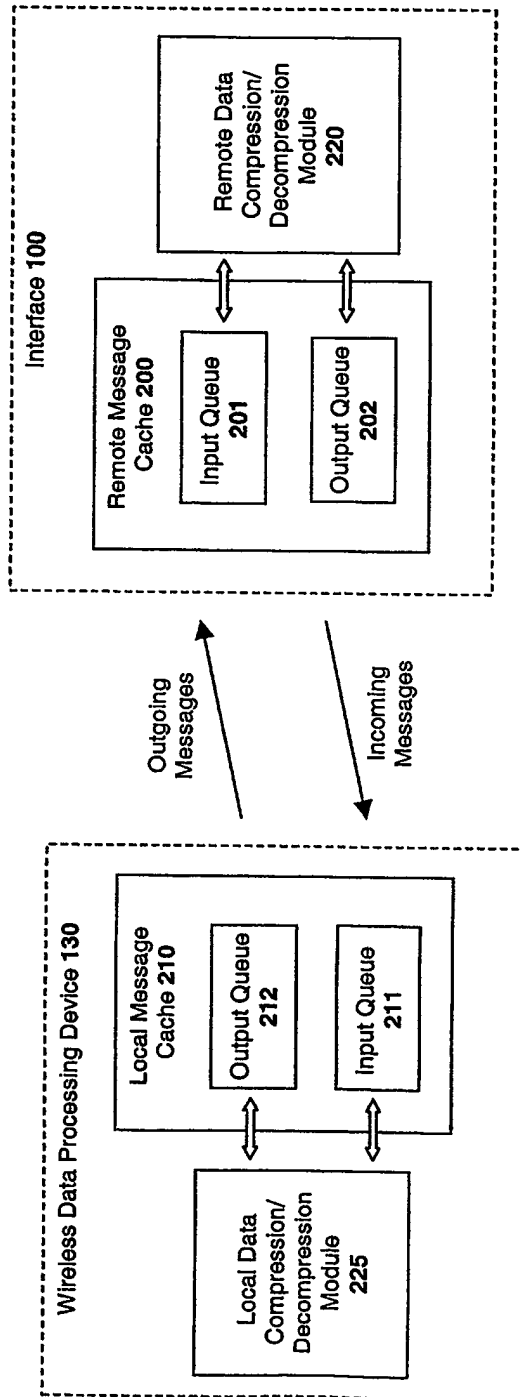 Wireless Data Processing Device 130
Local Data
Compression/
Decompression
Module
225
Local Message
Cache 210
Output Queue
212
Input Queue
211
Outgoing
Messages
Incoming
Messages
Interface 100
Remote Message
Cache 200
Input Queue
201
Output Queue
202
Remote Data
Compression/
Decompression
Module
220